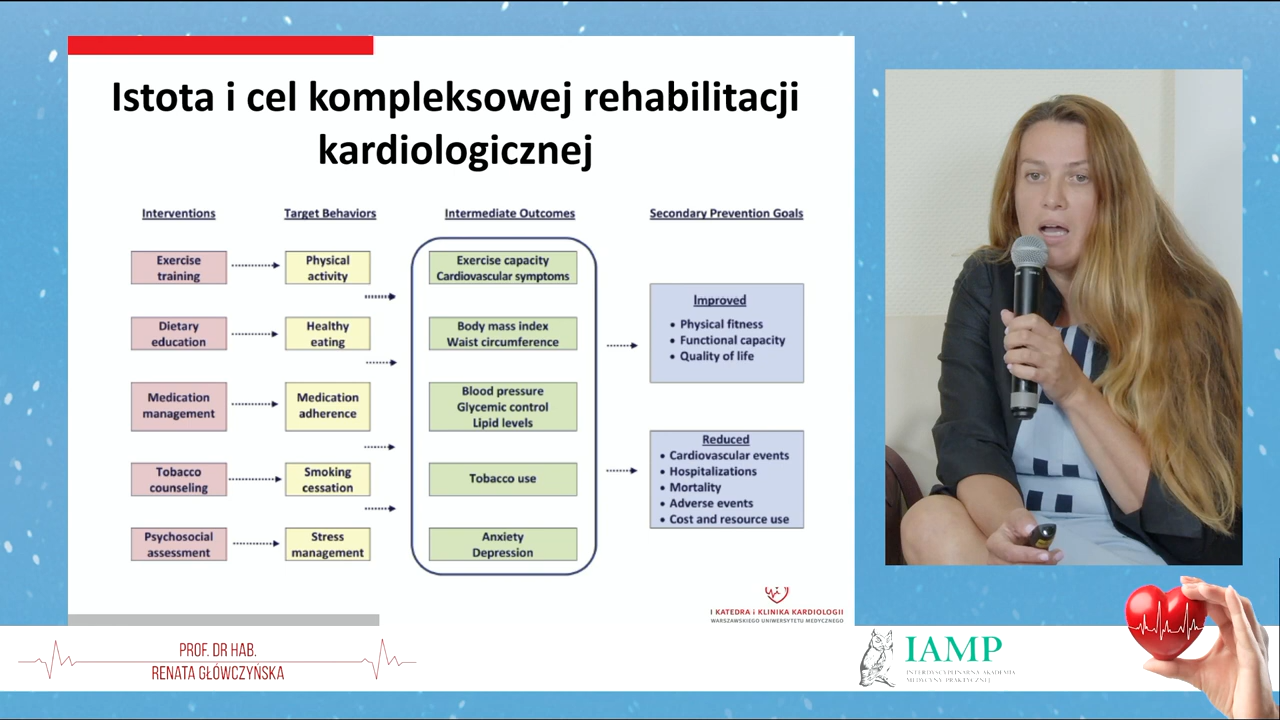 Istota i cel kompleksowej rehabilitacji
kardiologicznej
Interventions
Target Behaviors
Intermediate Outcomes
Secondary Prevention Goals
Exercise
training
Physical
activity
Exercise capacity
Cardiovascular symptoms
Dietary
education
Healthy
eating
Body mass index
Waist circumference
Medication
management
Medication
adherence
Blood pressure
Glycemic control
Lipid levels
Tobacco
counseling
Smoking
cessation
Tobacco use
Psychosocial
assessment
Stress
management
Anxiety
Depression
Improved
• Physical fitness
• Functional capacity
• Quality of life
Reduced
• Cardiovascular events
• Hospitalizations
• Mortality
• Adverse events
• Cost and resource use
I KATEDRA i KLINIKA KARDIOLOGII
WARSZAWSKIEGO UNIWERSYTETU MEDYCZNEGO
PROF. DR HAB.
RENATA GŁÓWCZYŃSKA
IAMP
INTERDYSCYPLINARNA AKADEMIA
MEDYCYNY PRAKTYCZNEJ